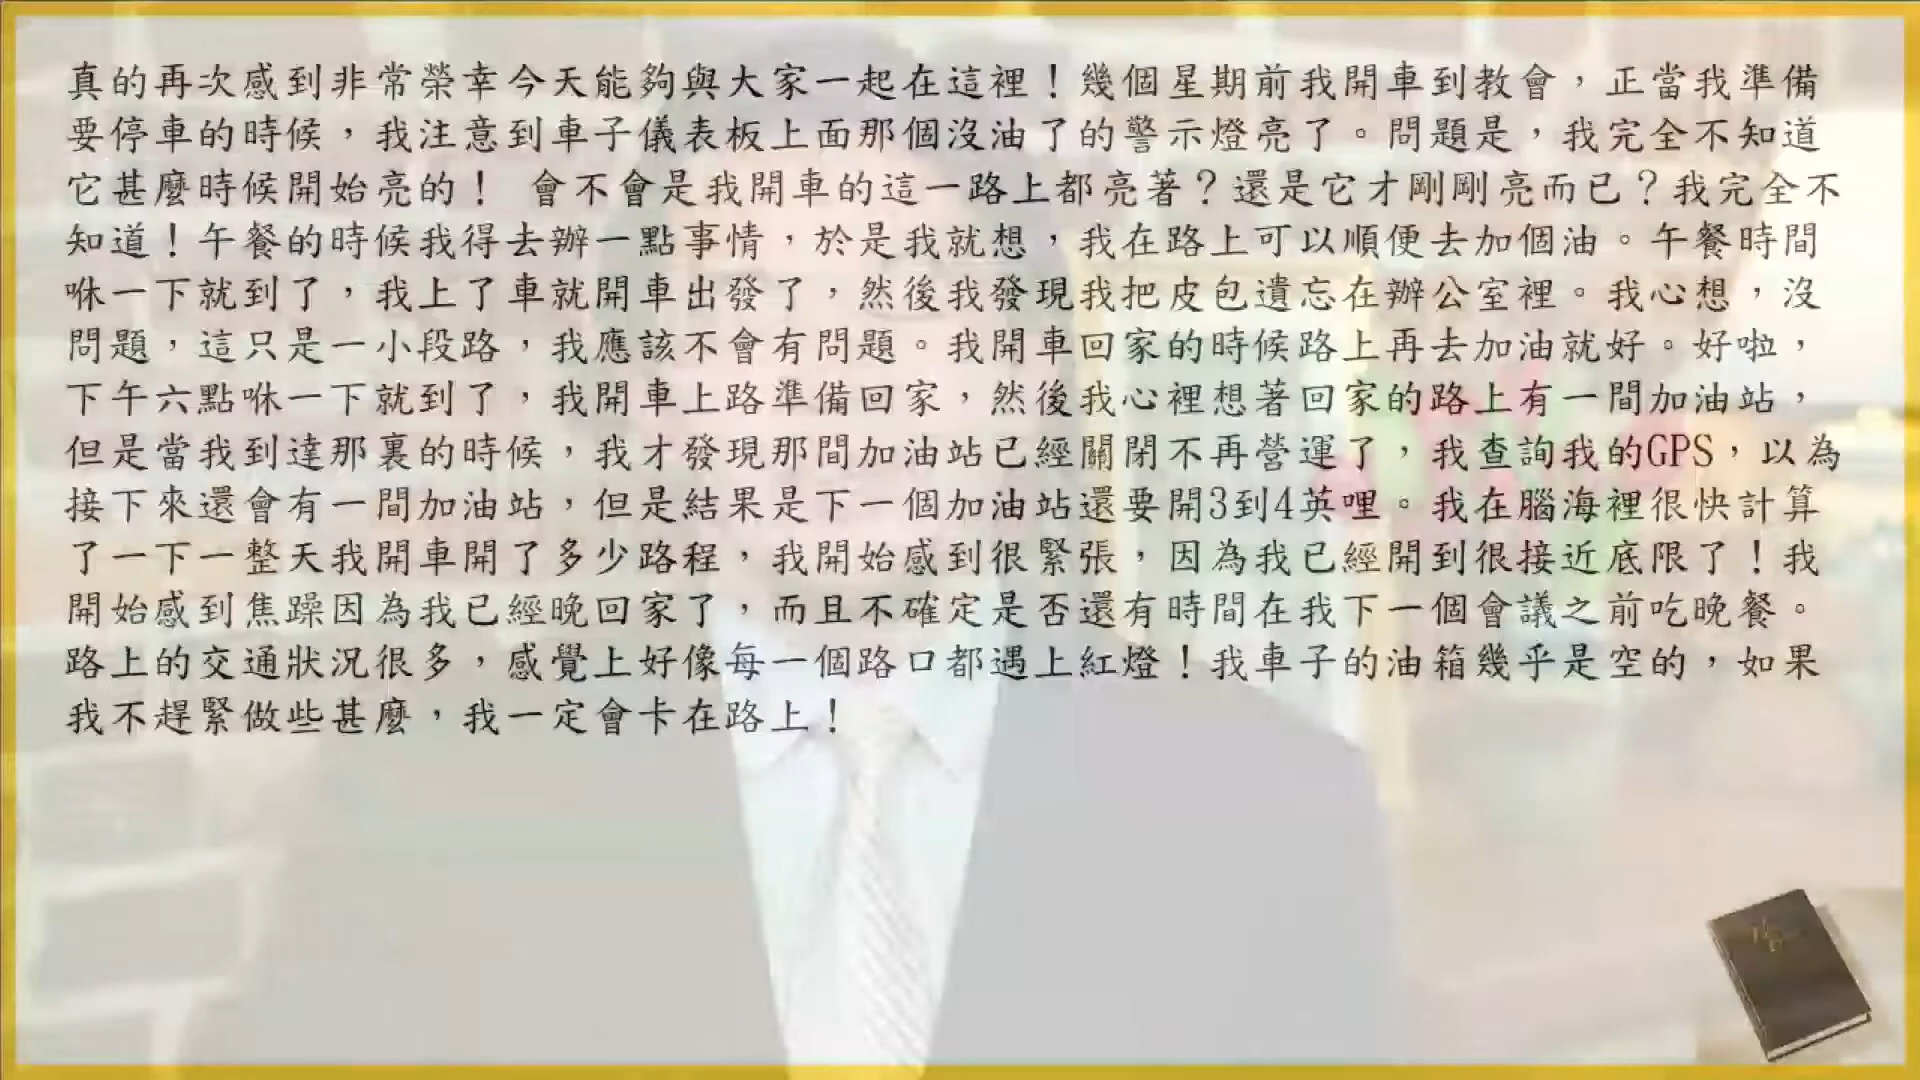 真的再次感到非常榮幸今天能夠與大家一起在這裡！幾個星期前我開車到教會，正當我準備
要停車的時候，我注意到車子儀表板上面那個沒油了的警示燈亮了。問題是，我完全不知道
它甚麼時候開始亮的！ 會不會是我開車的這一路上都亮著？還是它才剛剛亮而已？我完全不
知道！午餐的時候我得去辦一點事情，於是我就想，我在路上可以順便去加個油。午餐時間
咻一下就到了，我上了車就開車出發了，然後我發現我把皮包遺忘在辦公室裡。我心想，沒
問題，這只是一小段路，我應該不會有問題。我開車回家的時候路上再去加油就好。好啦，
下午六點咻一下就到了，我開車上路準備回家，然後我心裡想著回家的路上有一間加油站，
但是當我到達那裏的時候，我才發現那間加油站已經關閉不再營運了，我查詢我的GPS，以為
接下來還會有一間加油站，但是結果是下一個加油站還要開3到4英哩。我在腦海裡很快計算
了一下一整天我開車開了多少路程，我開始感到很緊張，因為我已經開到很接近底限了！我
開始感到焦躁因為我已經晚回家了，而且不確定是否還有時間在我下一個會議之前吃晚餐。
路上的交通狀況很多，感覺上好像每一個路口都遇上紅燈！我車子的油箱幾乎是空的，如果
我不趕緊做些甚麼，我一定會卡在路上！